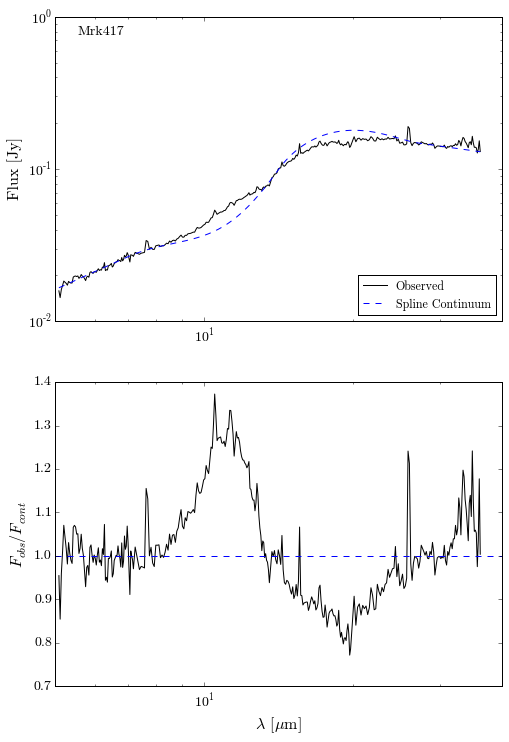 10^0
Mrk417
Flux [Jy]
10^-1
Observed
Spline Continuum
10^-2
10^1
1.4
1.3
1.2
1.1
F_obs/F_cont
1.0
0.9
0.8
0.7
10^1
λ [μm]